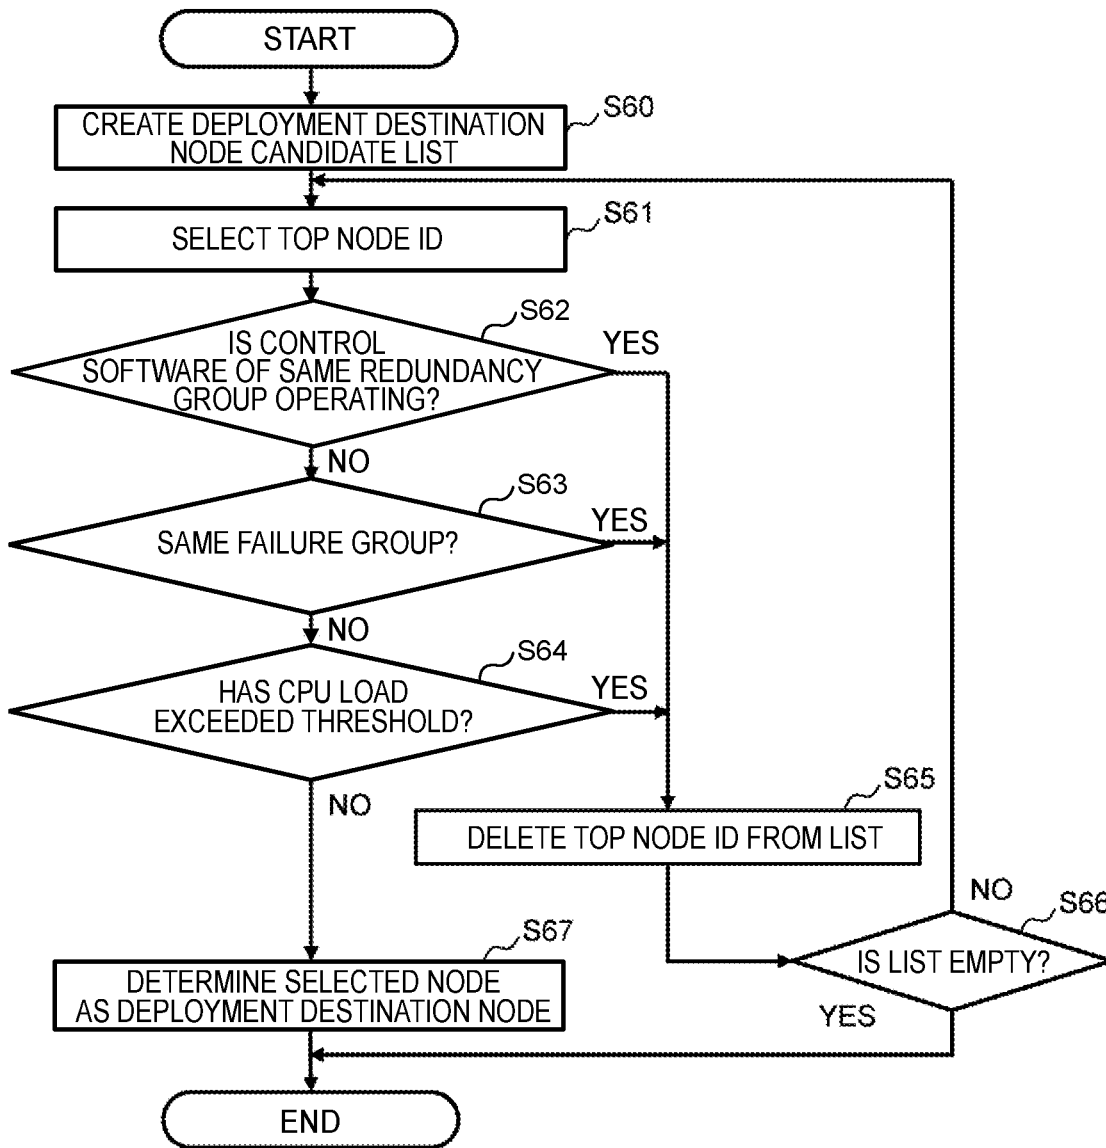 START
S60
CREATE DEPLOYMENT DESTINATION
NODE CANDIDATE LIST
S61
SELECT TOP NODE ID
S62
IS CONTROL
SOFTWARE OF SAME REDUNDANCY
GROUP OPERATING?
YES
NO
S63
SAME FAILURE GROUP?
YES
NO
S64
HAS CPU LOAD
EXCEEDED THRESHOLD?
YES
NO
S65
DELETE TOP NODE ID FROM LIST
NO
S66
IS LIST EMPTY?
YES
S67
DETERMINE SELECTED NODE
AS DEPLOYMENT DESTINATION NODE
END